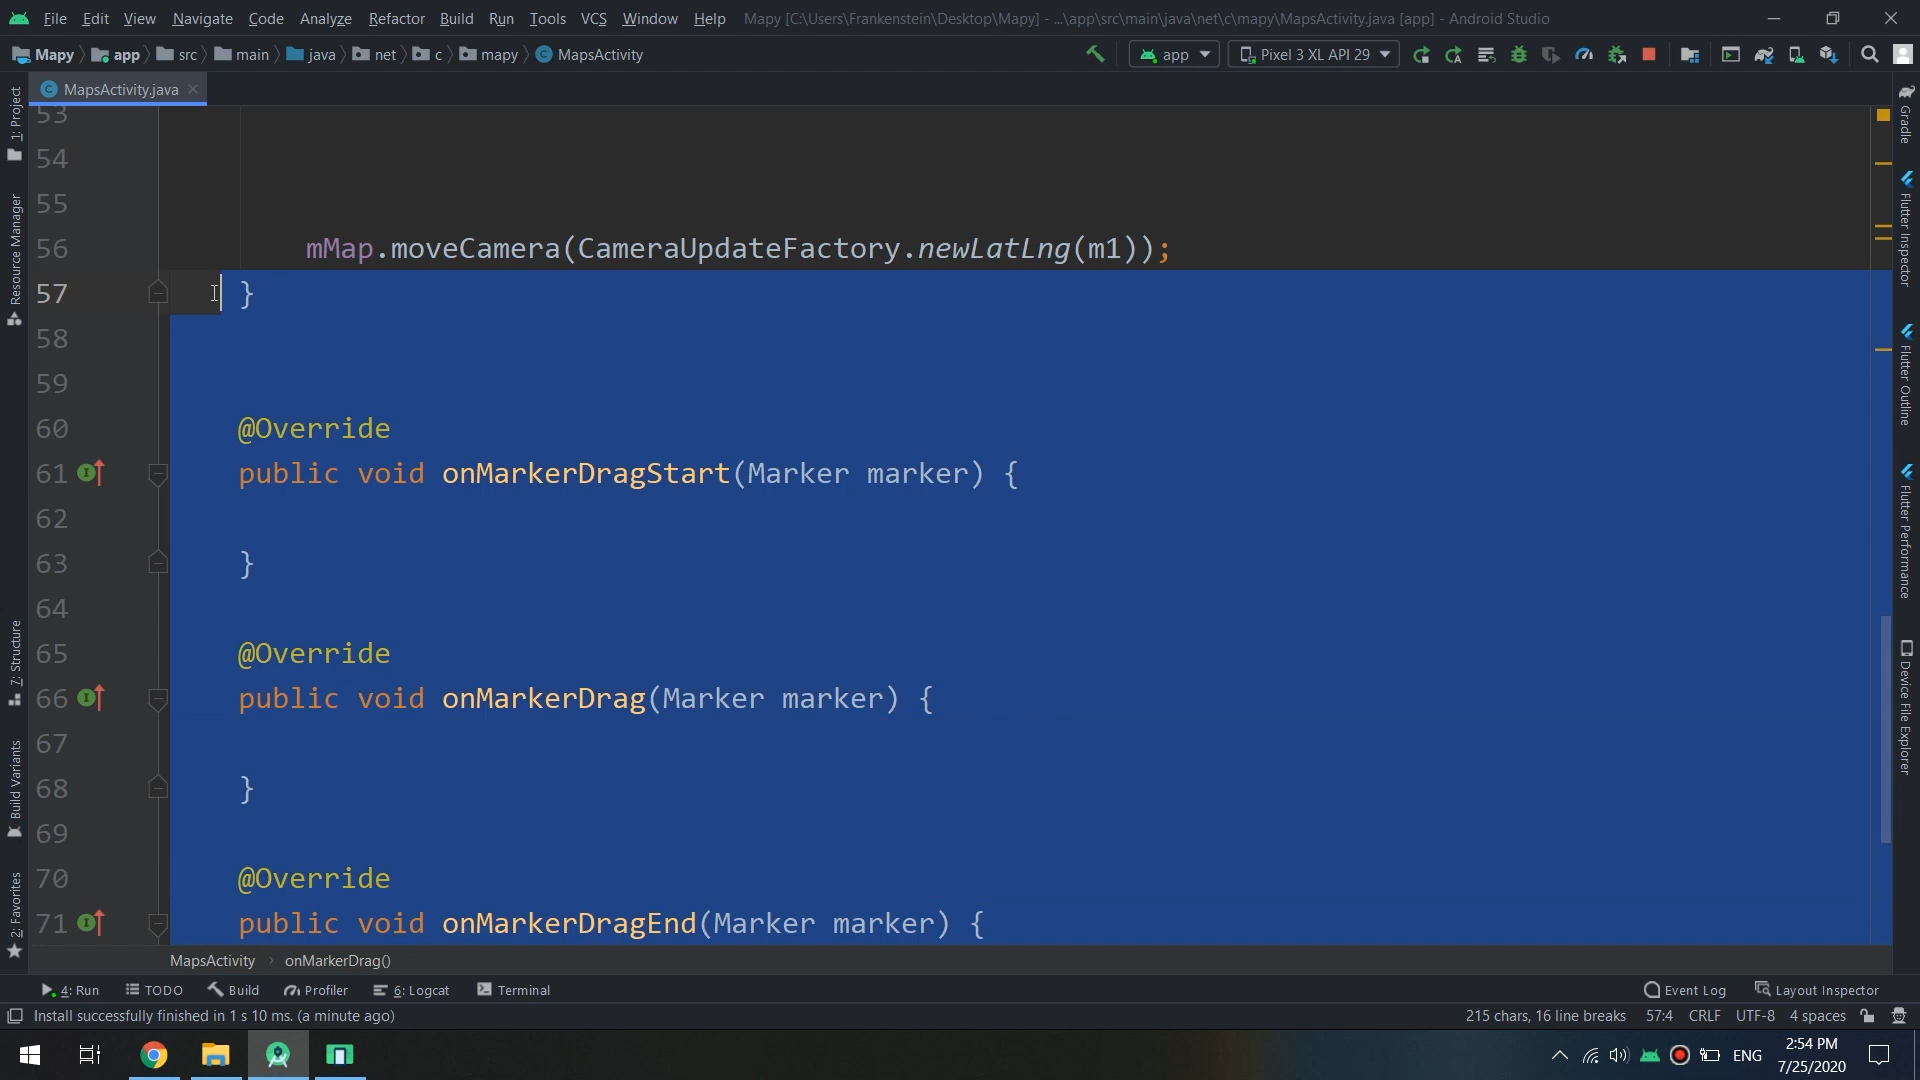 File Edit View Navigate Code Analyze Refactor Build Run Tools VCS Window Help Mapy [C:\Users\Frankenstein\Desktop\Mapy] - ...\app\src\main\java\net\c\mapy\MapsActivity.java [app] - Android Studio
Mapy app src main java net c mapy MapsActivity app Pixel 3 XL API 29
MapsActivity.java
53
54
55
56 mMap.moveCamera(CameraUpdateFactory.newLatLng(m1));
57 }
58
59
60 @Override
61 public void onMarkerDragStart(Marker marker) {
62
63 }
64
65 @Override
66 public void onMarkerDrag(Marker marker) {
67
68 }
69
70 @Override
71 public void onMarkerDragEnd(Marker marker) {
1: Project
Resource Manager
7: Structure
Build Variants
2: Favorites
Gradle
Flutter Inspector
Flutter Outline
Flutter Performance
Device File Explorer
MapsActivity onMarkerDrag()
4: Run TODO Build Profiler 6: Logcat Terminal Event Log Layout Inspector
Install successfully finished in 1 s 10 ms. (a minute ago) 215 chars, 16 line breaks 57:4 CRLF UTF-8 4 spaces
ENG
2:54 PM
7/25/2020